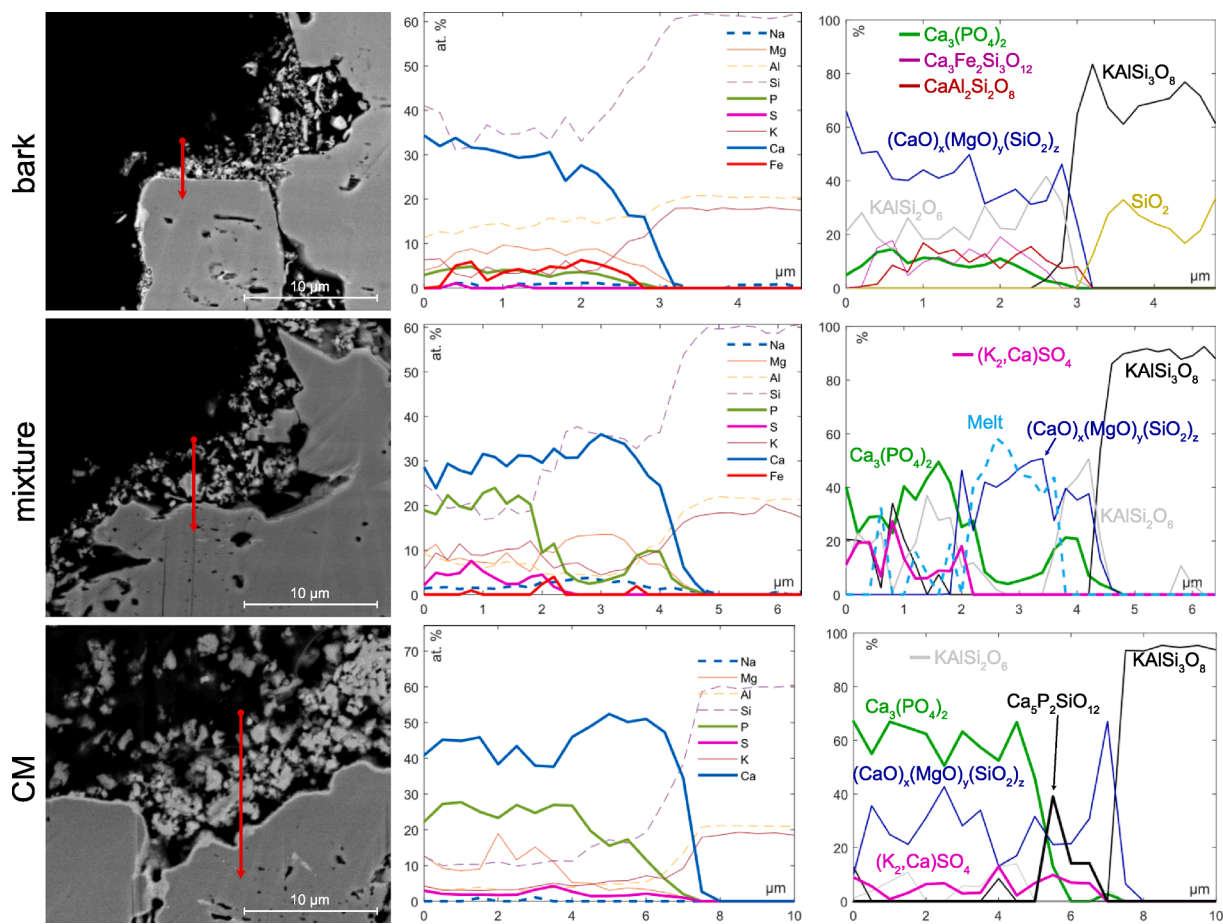 bark
10 µm
at. %
60
50
40
30
20
10
0
0 1 2 3 4
µm
Na
Mg
Al
Si
P
S
K
Ca
Fe
%
100
80
60
40
20
0
0 1 2 3 4
µm
Ca₃(PO₄)₂
Ca₃Fe₂Si₃O₁₂
CaAl₂Si₂O₈
KAlSi₃O₈
(CaO)ₓ(MgO)ᵧ(SiO₂)z
KAlSi₂O₆
SiO₂
mixture
10 µm
at. %
60
50
40
30
20
10
0
0 1 2 3 4 5 6
µm
Na
Mg
Al
Si
P
S
K
Ca
Fe
%
100
80
60
40
20
0
0 1 2 3 4 5 6
µm
(K₂,Ca)SO₄
KAlSi₃O₈
Melt
(CaO)ₓ(MgO)ᵧ(SiO₂)z
Ca₃(PO₄)₂
KAlSi₂O₆
CM
10 µm
at. %
70
60
50
40
30
20
10
0
0 2 4 6 8 10
µm
Na
Mg
Al
Si
P
S
K
Ca
%
100
80
60
40
20
0
0 2 4 6 8 10
µm
KAlSi₂O₆
KAlSi₃O₈
Ca₃(PO₄)₂
Ca₅P₂SiO₁₂
(CaO)ₓ(MgO)ᵧ(SiO₂)z
(K₂,Ca)SO₄